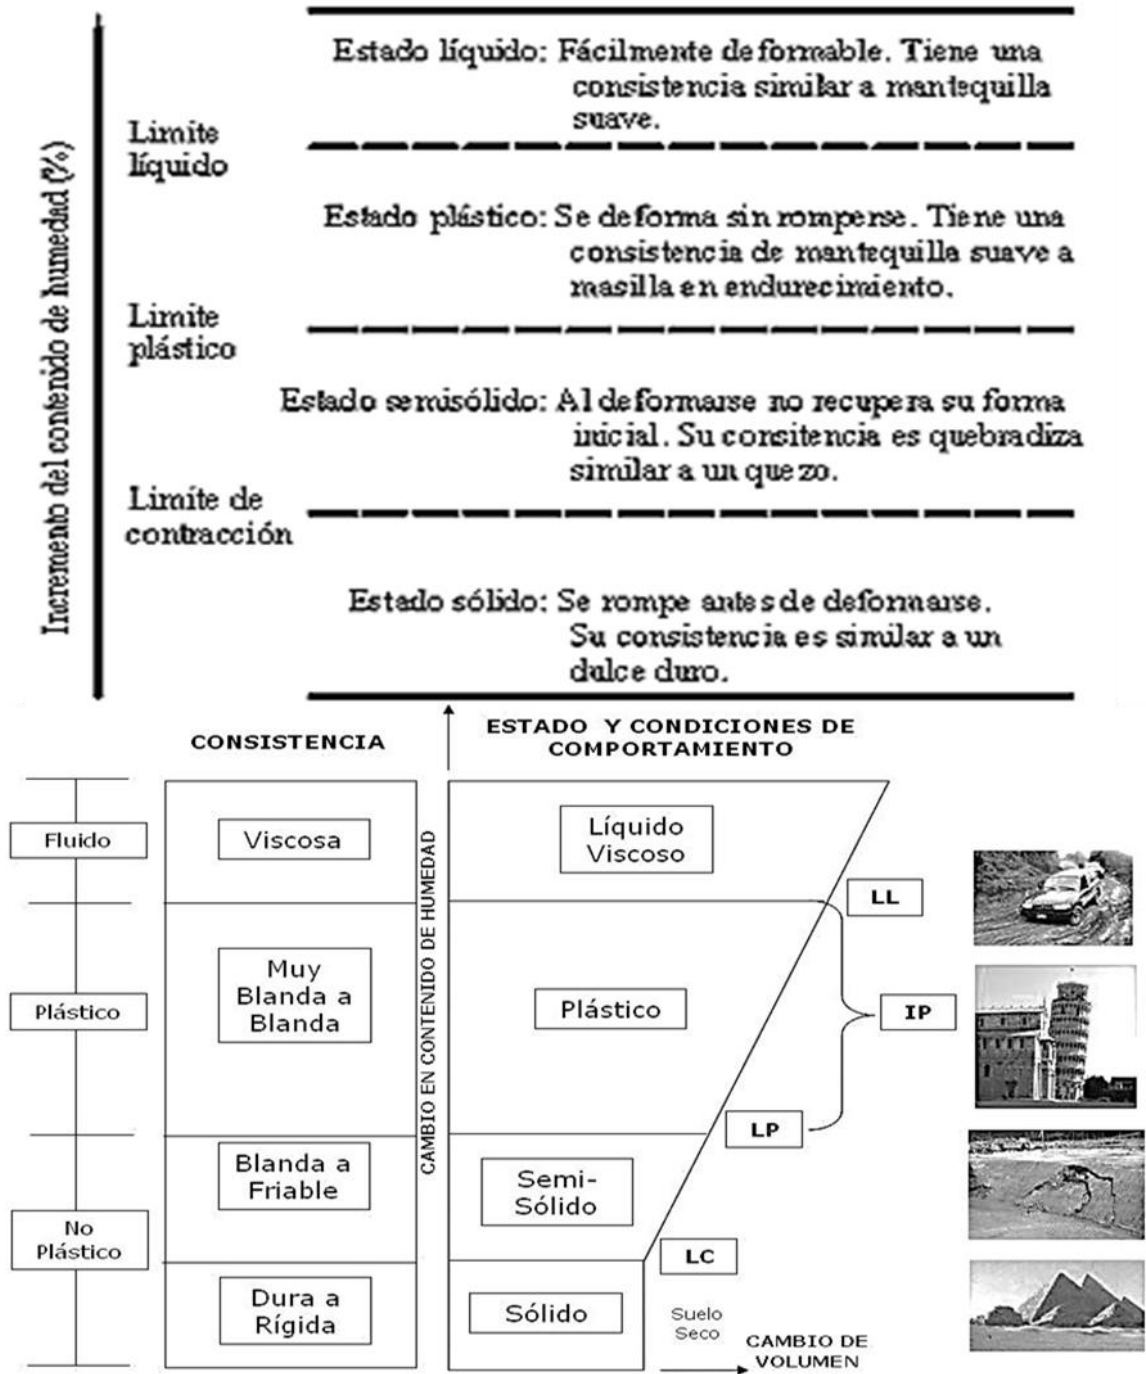 Incremento del contenido de humedad (%)
Estado líquido: Fácilmente deformable. Tiene una
consistencia similar a mantequilla
suave.
Limite
líquido
Estado plástico: Se deforma sin romperse. Tiene una
consistencia de mantequilla suave a
masilla en endurecimiento.
Limite
plástico
Estado semisólido: Al deformarse no recupera su forma
inicial. Su consitencia es quebradiza
similar a un quezo.
Limíte de
contracción
Estado sólido: Se rompe antes de deformarse.
Su consistencia es similar a un
dulce duro.
CONSISTENCIA
ESTADO Y CONDICIONES DE
COMPORTAMIENTO
Fluido
Viscosa
Líquido
Viscoso
LL
CAMBIO EN CONTENIDO DE HUMEDAD
Plástico
Muy
Blanda a
Blanda
Plástico
IP
LP
No
Plástico
Blanda a
Friable
Semi-
Sólido
LC
Dura a
Rígida
Sólido
Suelo
Seco
CAMBIO DE
VOLUMEN